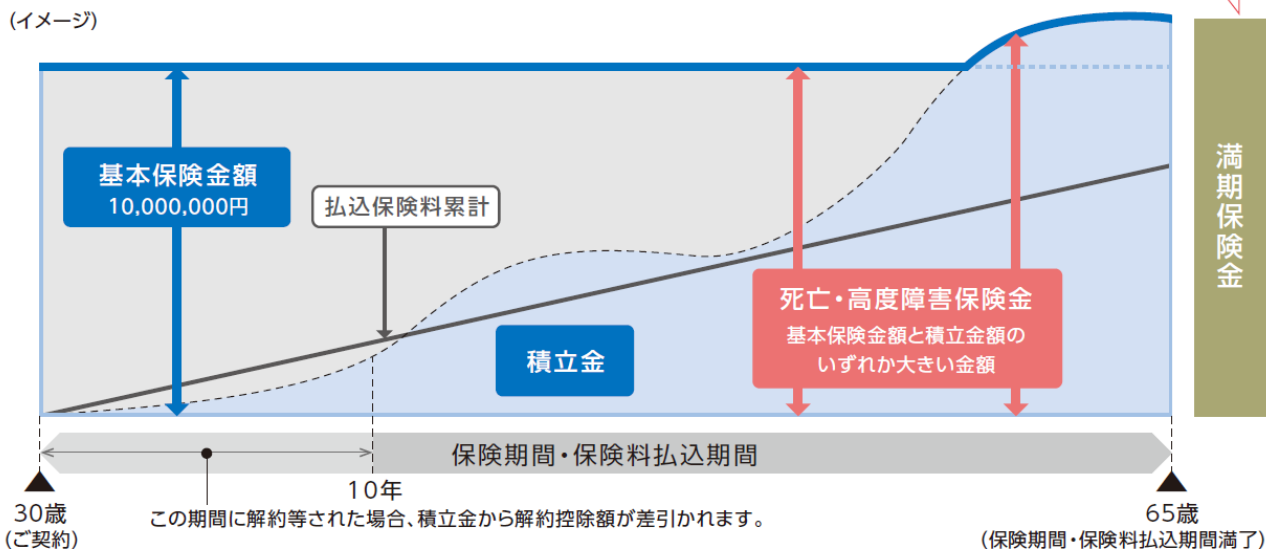 (イメージ)
基本保険金額
10,000,000円
払込保険料累計
積立金
死亡・高度障害保険金
基本保険金額と積立金額の
いずれか大きい金額
満期保険金
保険期間・保険料払込期間
10年
30歳
(ご契約)
この期間に解約等された場合、積立金から解約控除額が差引かれます。
65歳
(保険期間・保険料払込期間満了)